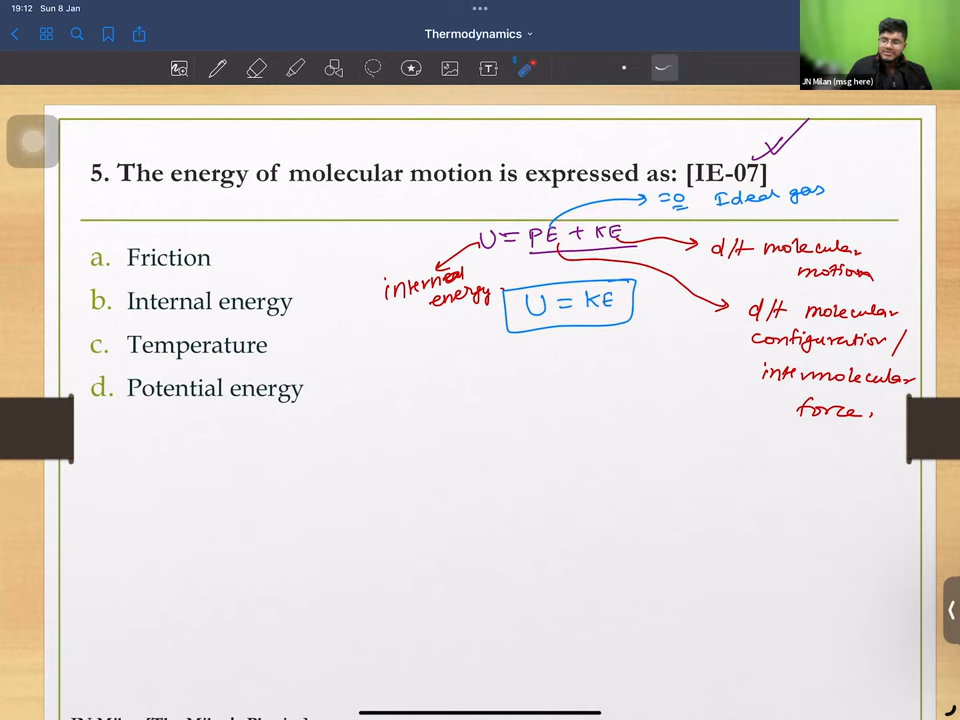 19:12 Sun 8 Jan
Thermodynamics
JN Milan (msg here)
5. The energy of molecular motion is expressed as: [IE-07]
= 0 Ideal gas
U = PE + KE
d/t molecular
motion
internal
energy
a. Friction
b. Internal energy
c. Temperature
d. Potential energy
U = KE
d/t molecular
configuration /
intermolecular
force.